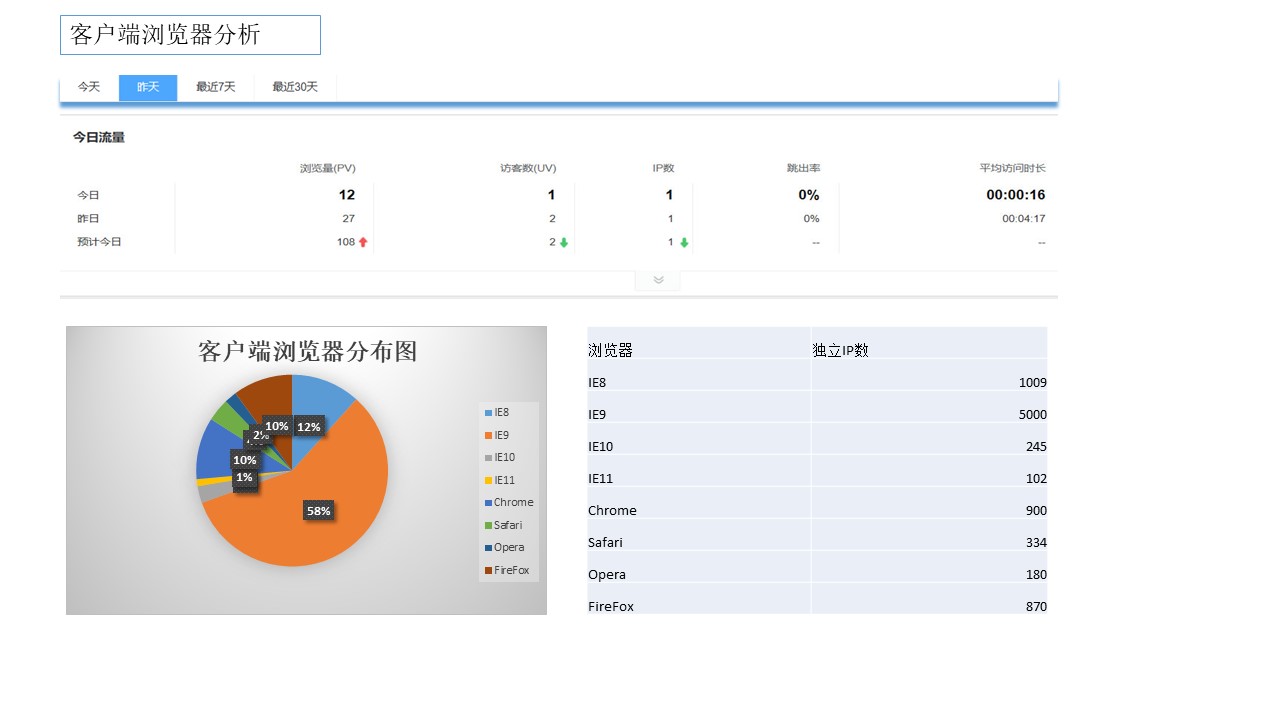 客户端浏览器分析
今天 昨天 最近7天 最近30天
今日流量
浏览量(PV) 访客数(UV) IP数 跳出率 平均访问时长
今日 12 1 1 0% 00:00:16
昨日 27 2 1 0% 00:04:17
预计今日 108 2 1 -- --
客户端浏览器分布图
10% 12%
2%
10%
1%
58%
IE8
IE9
IE10
IE11
Chrome
Safari
Opera
FireFox
浏览器 独立IP数
IE8 1009
IE9 5000
IE10 245
IE11 102
Chrome 900
Safari 334
Opera 180
FireFox 870